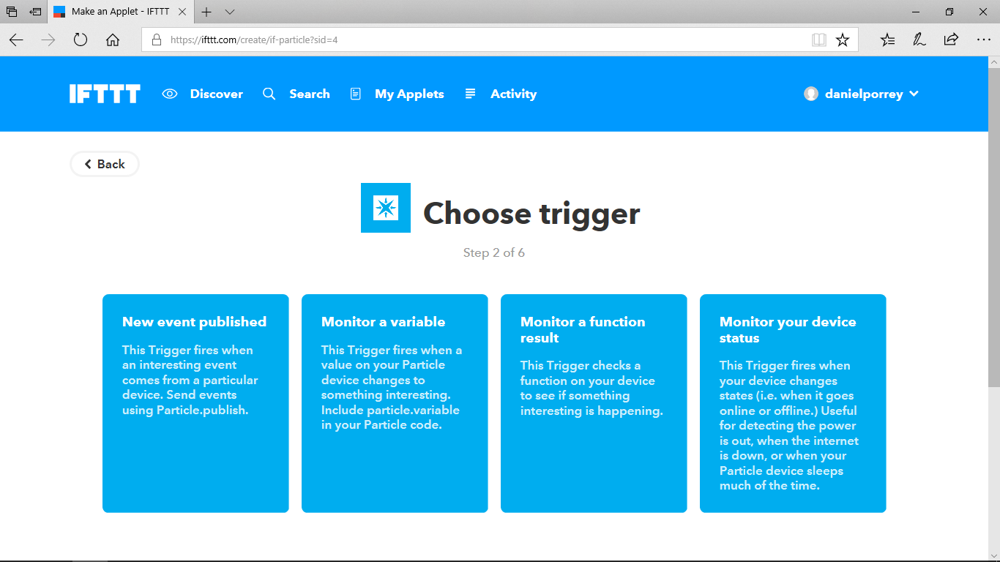 Make an Applet - IFTTT
https://ifttt.com/create/if-particle?sid=4
IFTTT Discover Search My Applets Activity danielporrey
Back
Choose trigger
Step 2 of 6
New event published
This Trigger fires when
an interesting event
comes from a particular
device. Send events
using Particle.publish.
Monitor a variable
This Trigger fires when a
value on your Particle
device changes to
something interesting.
Include particle.variable
in your Particle code.
Monitor a function
result
This Trigger checks a
function on your device
to see if something
interesting is happening.
Monitor your device
status
This Trigger fires when
your device changes
states (i.e. when it goes
online or offline.) Useful
for detecting the power
is out, when the internet
is down, or when your
Particle device sleeps
much of the time.